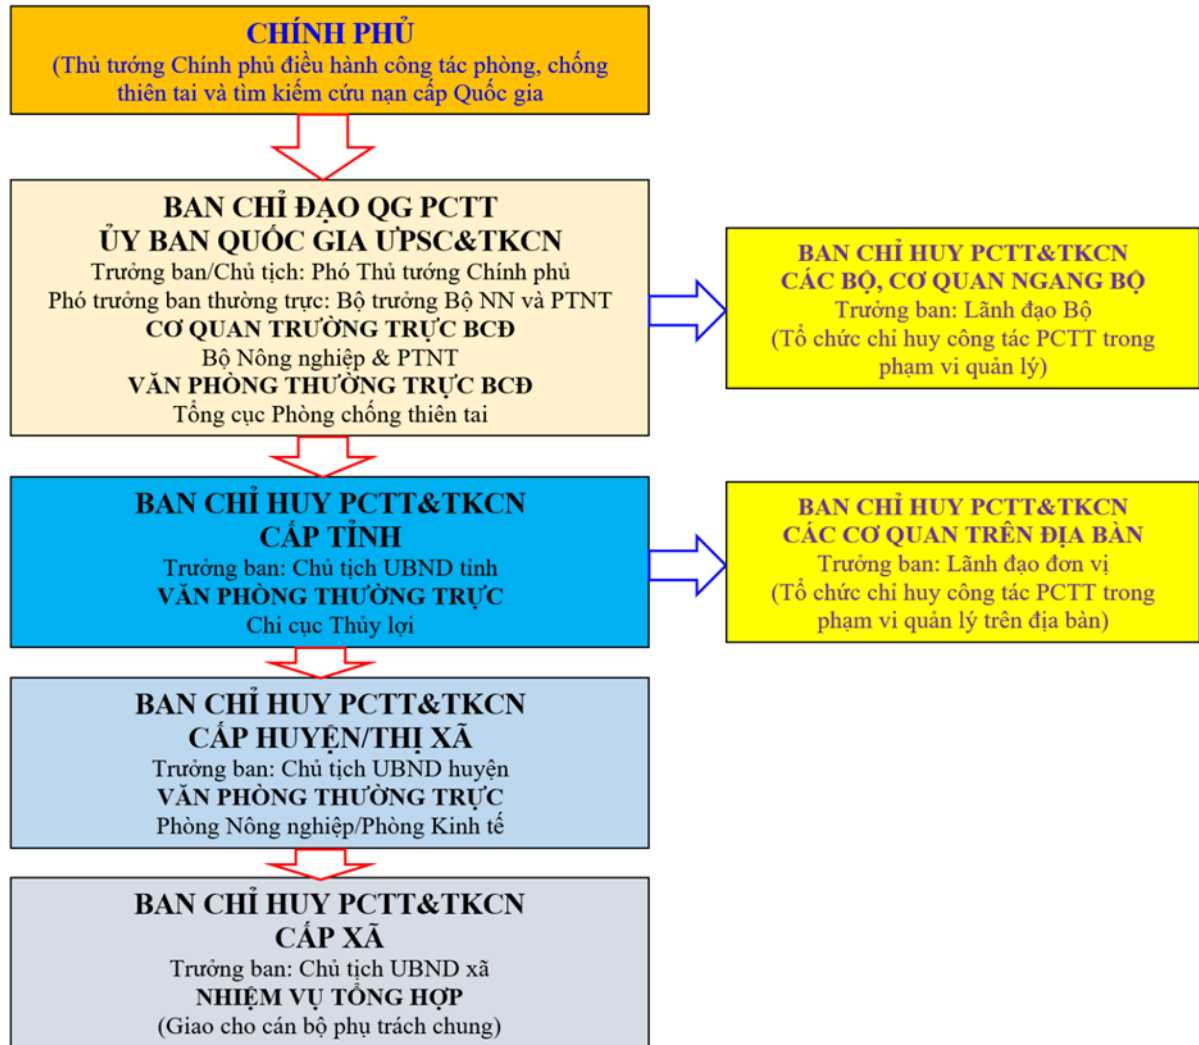 CHÍNH PHỦ
(Thủ tướng Chính phủ điều hành công tác phòng, chống
thiên tai và tìm kiếm cứu nạn cấp Quốc gia
BAN CHỈ ĐẠO QG PCTT
ỦY BAN QUỐC GIA ƯPSC&TKCN
Trưởng ban/Chủ tịch: Phó Thủ tướng Chính phủ
Phó trưởng ban thường trực: Bộ trưởng Bộ NN và PTNT
CƠ QUAN TRƯỜNG TRỰC BCĐ
Bộ Nông nghiệp & PTNT
VĂN PHÒNG THƯỜNG TRỰC BCĐ
Tổng cục Phòng chống thiên tai
BAN CHỈ HUY PCTT&TKCN
CÁC BỘ, CƠ QUAN NGANG BỘ
Trưởng ban: Lãnh đạo Bộ
(Tổ chức chỉ huy công tác PCTT trong
phạm vi quản lý)
BAN CHỈ HUY PCTT&TKCN
CẤP TỈNH
Trưởng ban: Chủ tịch UBND tỉnh
VĂN PHÒNG THƯỜNG TRỰC
Chi cục Thủy lợi
BAN CHỈ HUY PCTT&TKCN
CÁC CƠ QUAN TRÊN ĐỊA BÀN
Trưởng ban: Lãnh đạo đơn vị
(Tổ chức chỉ huy công tác PCTT trong
phạm vi quản lý trên địa bàn)
BAN CHỈ HUY PCTT&TKCN
CẤP HUYỆN/THỊ XÃ
Trưởng ban: Chủ tịch UBND huyện
VĂN PHÒNG THƯỜNG TRỰC
Phòng Nông nghiệp/Phòng Kinh tế
BAN CHỈ HUY PCTT&TKCN
CẤP XÃ
Trưởng ban: Chủ tịch UBND xã
NHIỆM VỤ TỔNG HỢP
(Giao cho cán bộ phụ trách chung)